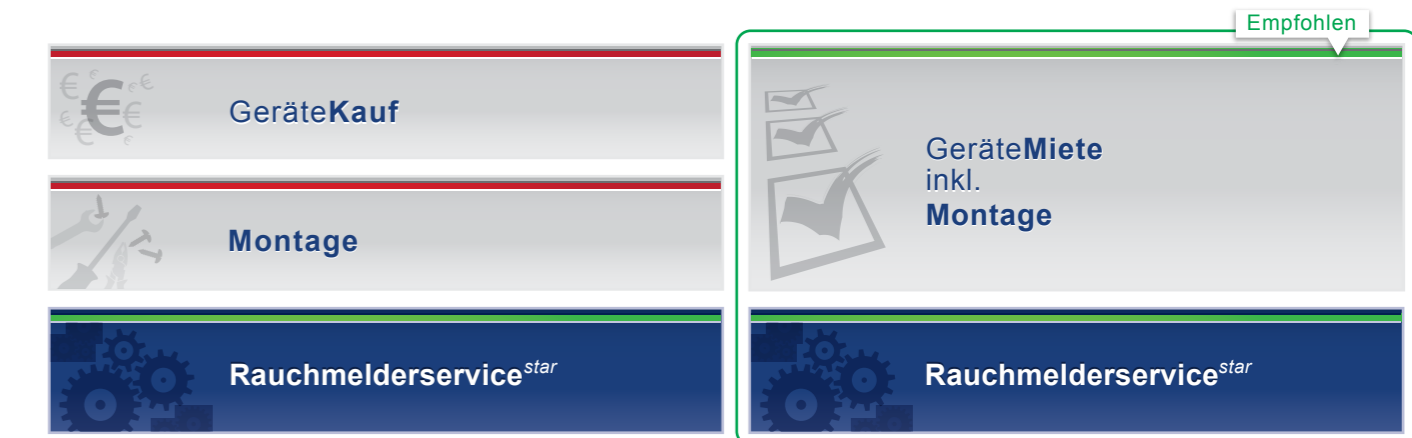 Empfohlen
GeräteKauf
Montage
Rauchmelderservicestar
GeräteMiete
inkl.
Montage
Rauchmelderservicestar